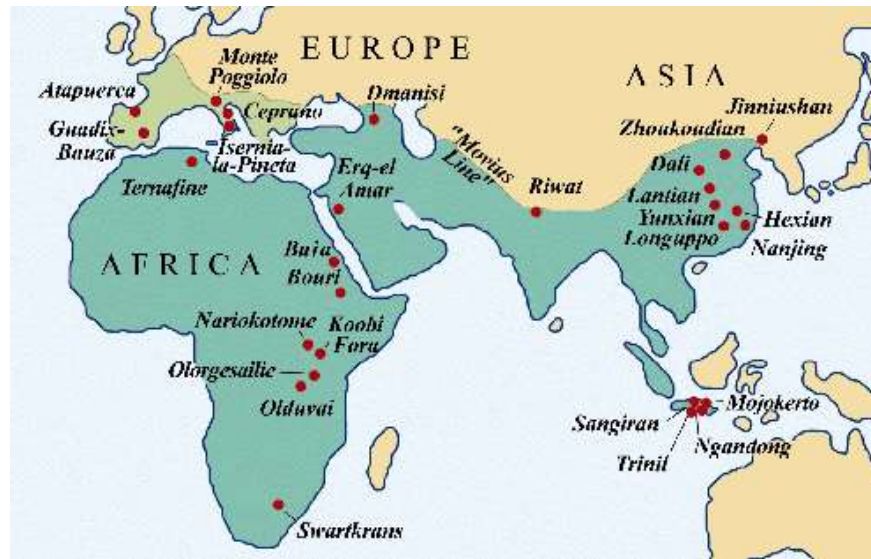 EUROPE
ASIA
AFRICA
Monte
Poggiolo
Atapuerca
Ceprano
Guadix-
Bauza
Isernia-
la-Pineta
Ternafine
Dmanisi
Erq-el
Amar
"Movius
Line"
Riwat
Jinniushan
Zhoukoudian
Dali
Lantian
Yunxian
Longuppo
Hexian
Nanjing
Buia
Bouri
Nariokotome
Koobi
Fora
Olorgesailie
Olduvai
Swartkrans
Sangiran
Mojokerto
Ngandong
Trinil